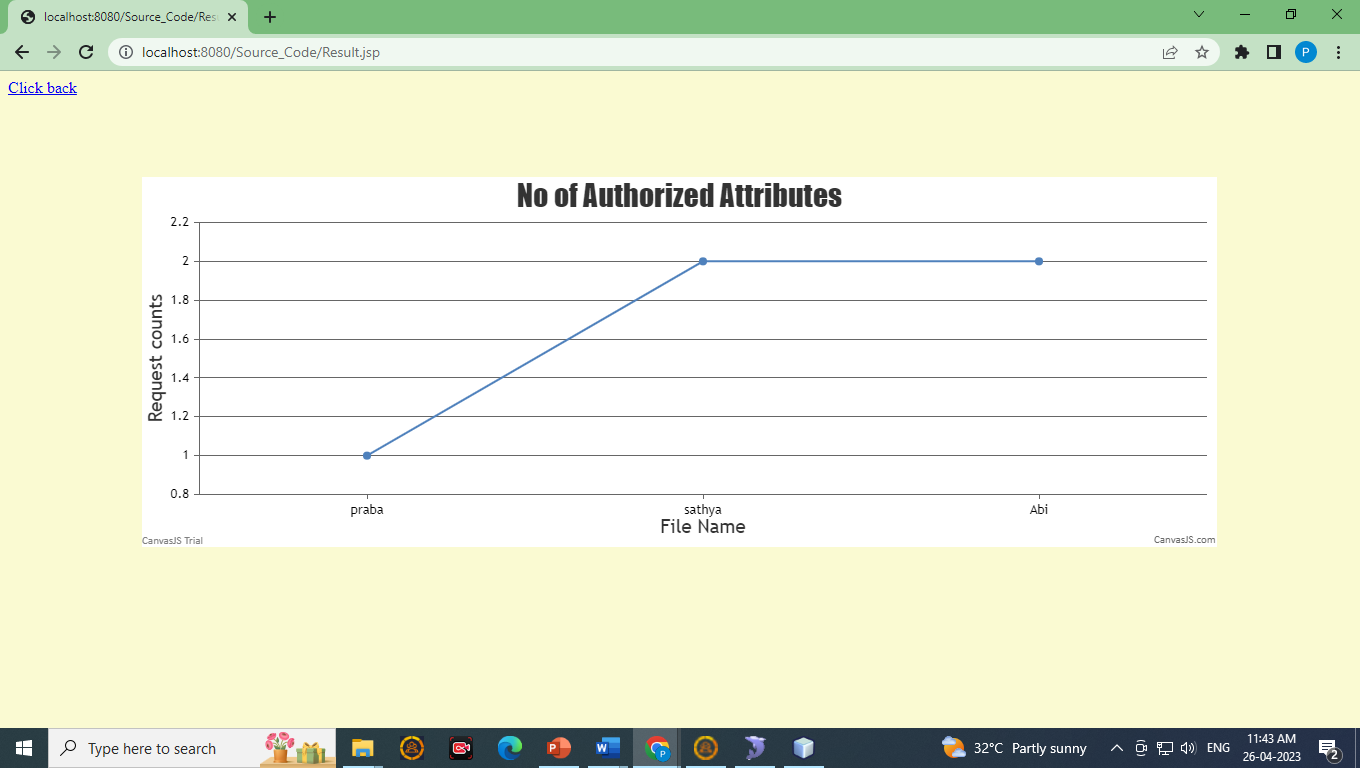 localhost:8080/Source_Code/Res
localhost:8080/Source_Code/Result.jsp
P
Click back
No of Authorized Attributes
2.2
2
1.8
1.6
1.4
1.2
1
0.8
Request counts
praba sathya Abi
File Name
CanvasJS Trial CanvasJS.com
Type here to search
32°C Partly sunny
ENG
11:43 AM
26-04-2023
2